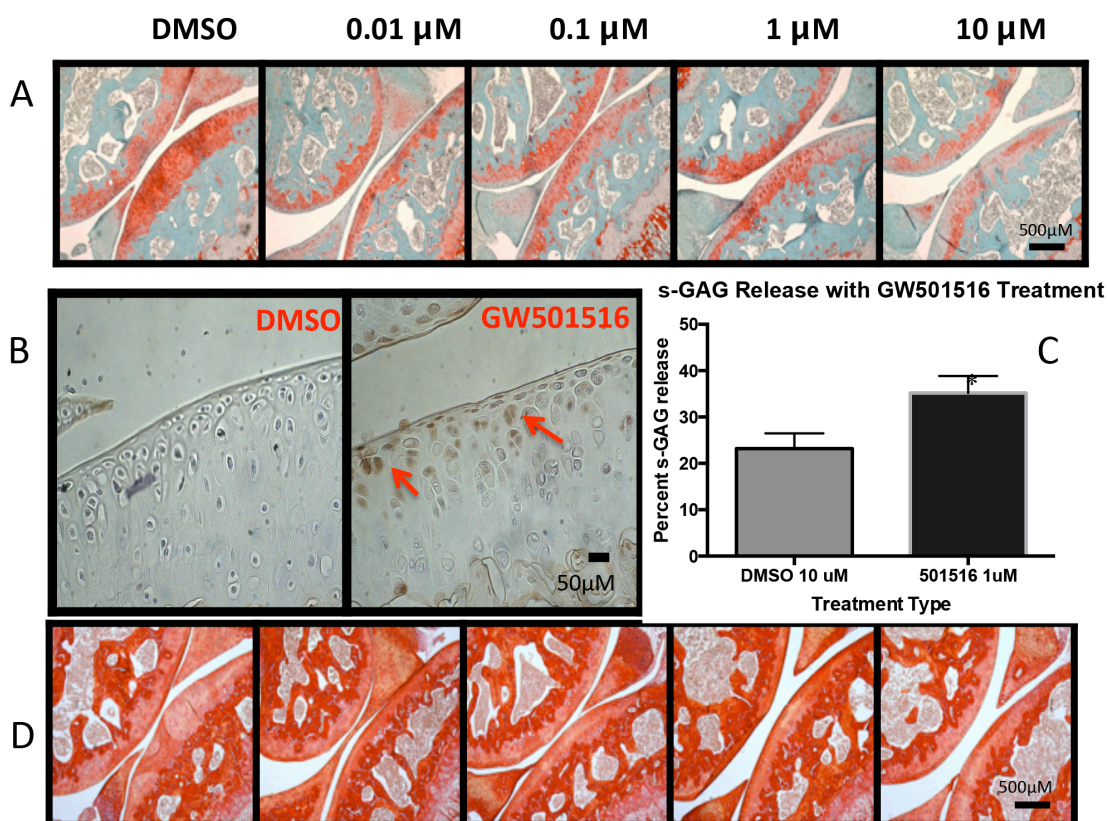 DMSO 0.01 μM 0.1 μM 1 μM 10 μM
A
500μM
B
DMSO
GW501516
50μM
s-GAG Release with GW501516 Treatment
C
Percent s-GAG release
50
40
30
20
10
0
*
DMSO 10 uM 501516 1uM
Treatment Type
D
500μM